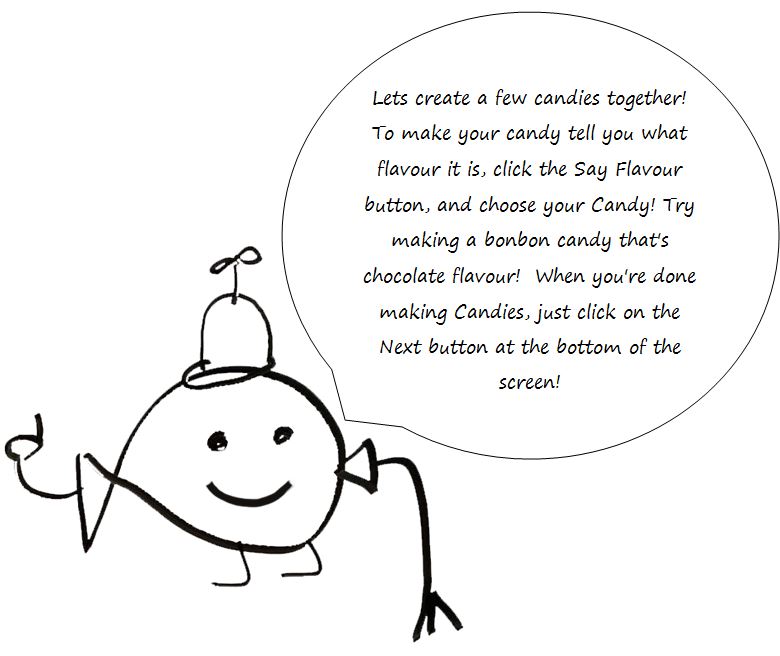 Lets create a few candies together!
To make your candy tell you what
flavour it is, click the Say Flavour
button, and choose your Candy! Try
making a bonbon candy that's
chocolate flavour!  When you're done
making Candies, just click on the
Next button at the bottom of the
screen!